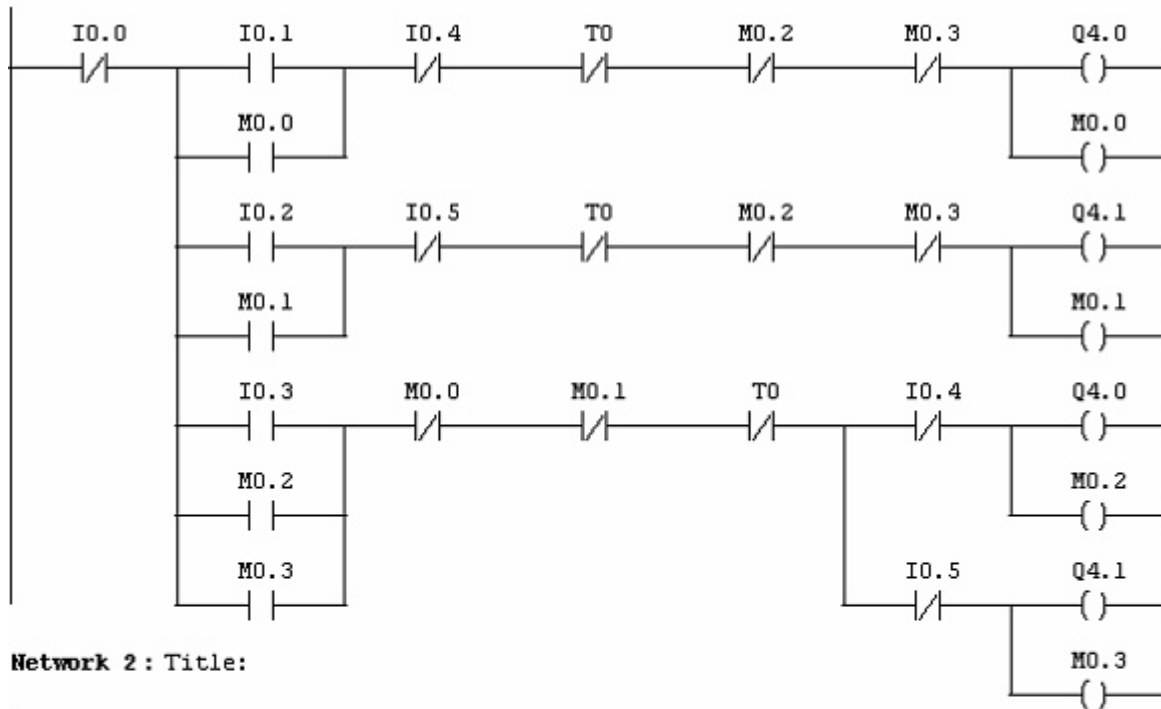 I0.0 I0.1 I0.4 T0 M0.2 M0.3 Q4.0
M0.0 M0.0
I0.2 I0.5 T0 M0.2 M0.3 Q4.1
M0.1 M0.1
I0.3 M0.0 M0.1 T0 I0.4 Q4.0
M0.2 M0.2
M0.3 I0.5 Q4.1
Network 2 : Title:
M0.3